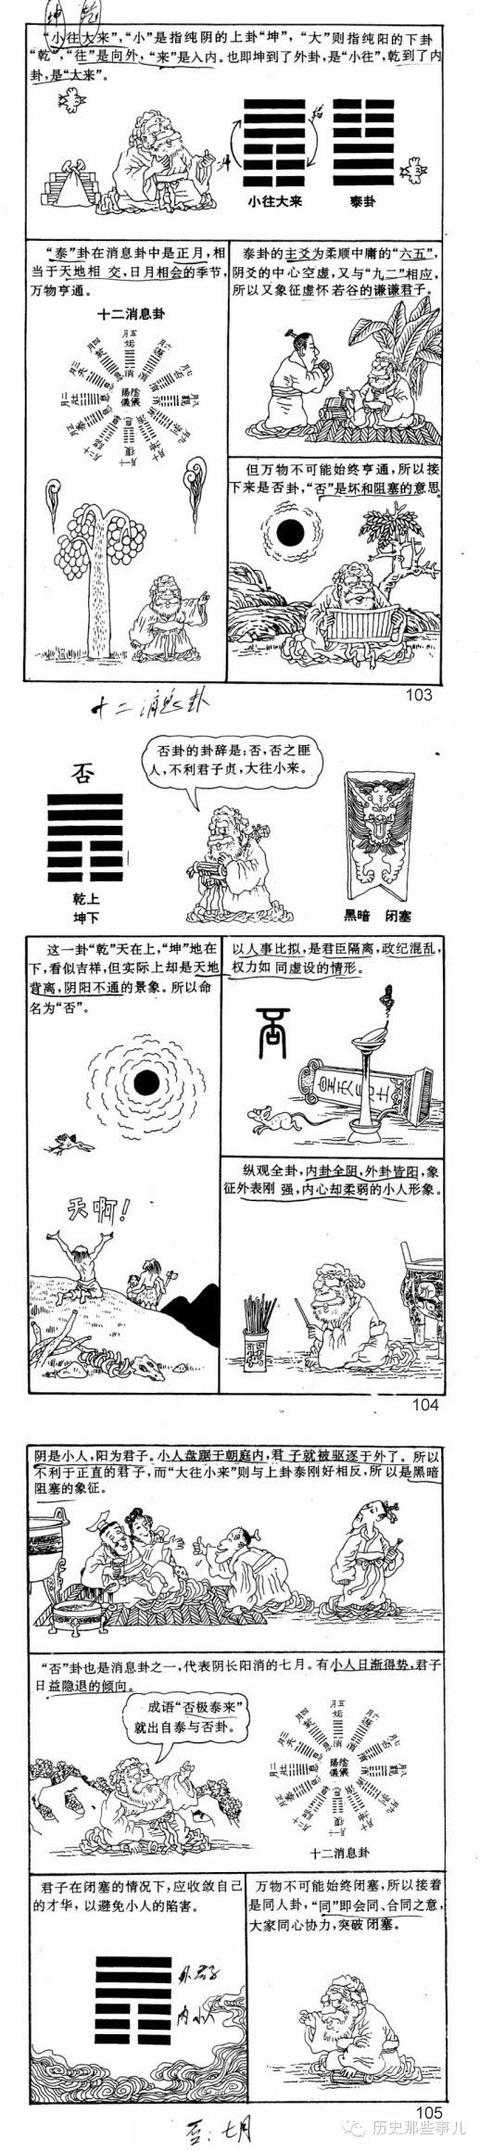 坤 乾
“小往大来”,“小”是指纯阴的上卦“坤”,“大”则指纯阳的下卦
“乾”,“往”是向外,“来”是入内。也即坤到了外卦,是“小往”,乾到了内
卦,是“大来”。
小往大来
泰卦
“泰”卦在消息卦中是正月,相
当于天地相 交,日月相会的季节,
万物亨通。
十二消息卦
泰卦的主爻为柔顺中庸的“六五”,
阴爻的中心空虚,又与“九二”相应,
所以又象征虚怀若谷的谦谦君子。
但万物不可能始终亨通,所以接
下来是否卦,“否”是坏和阻塞的意思。
103
十二消息卦
否
乾上
坤下
否卦的卦辞是:否,否之匪
人,不利君子贞,大往小来。
黑暗 闭塞
这一卦“乾”天在上,“坤”地在
下,看似吉祥,但实际上却是天地
背离,阴阳不通的景象。所以命
名为“否”。
天啊!
以人事比拟,是君臣隔离,政纪混乱,
权力如同虚设的情形。
否
纵观全卦,内卦全阴,外卦皆阳,象
征外表刚 强,内心却柔弱的小人形象。
104
阴是小人,阳为君子。小人盘踞于朝庭内,君子就被驱逐于外了。所以
不利于正直的君子,而“大往小来”则与上卦泰刚好相反,所以是黑暗
阻塞的象征。
“否”卦也是消息卦之一,代表阴长阳消的七月。有小人日渐得势,君子
日益隐退的倾向。
成语“否极泰来”
就出自泰与否卦。
十二消息卦
君子在闭塞的情况下,应收敛自己
的才华,以避免小人的陷害。
外君子
内小人
万物不可能始终闭塞,所以接着
是同人卦,“同”即会同、合同之意,
大家同心协力,突破闭塞。
105
否:七月
历史那些事儿